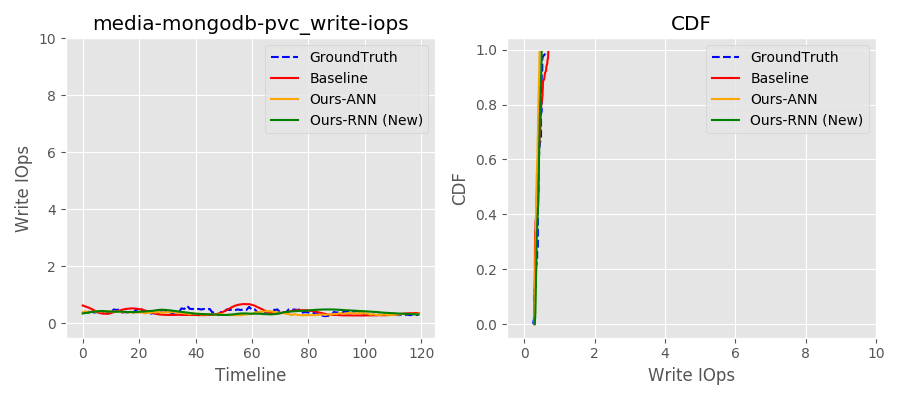 media-mongodb-pvc_write-iops
10
8
6
4
2
0
Write IOps
0 20 40 60 80 100 120
Timeline
GroundTruth
Baseline
Ours-ANN
Ours-RNN (New)
CDF
1.0
0.8
0.6
0.4
0.2
0.0
CDF
0 2 4 6 8 10
Write IOps
GroundTruth
Baseline
Ours-ANN
Ours-RNN (New)